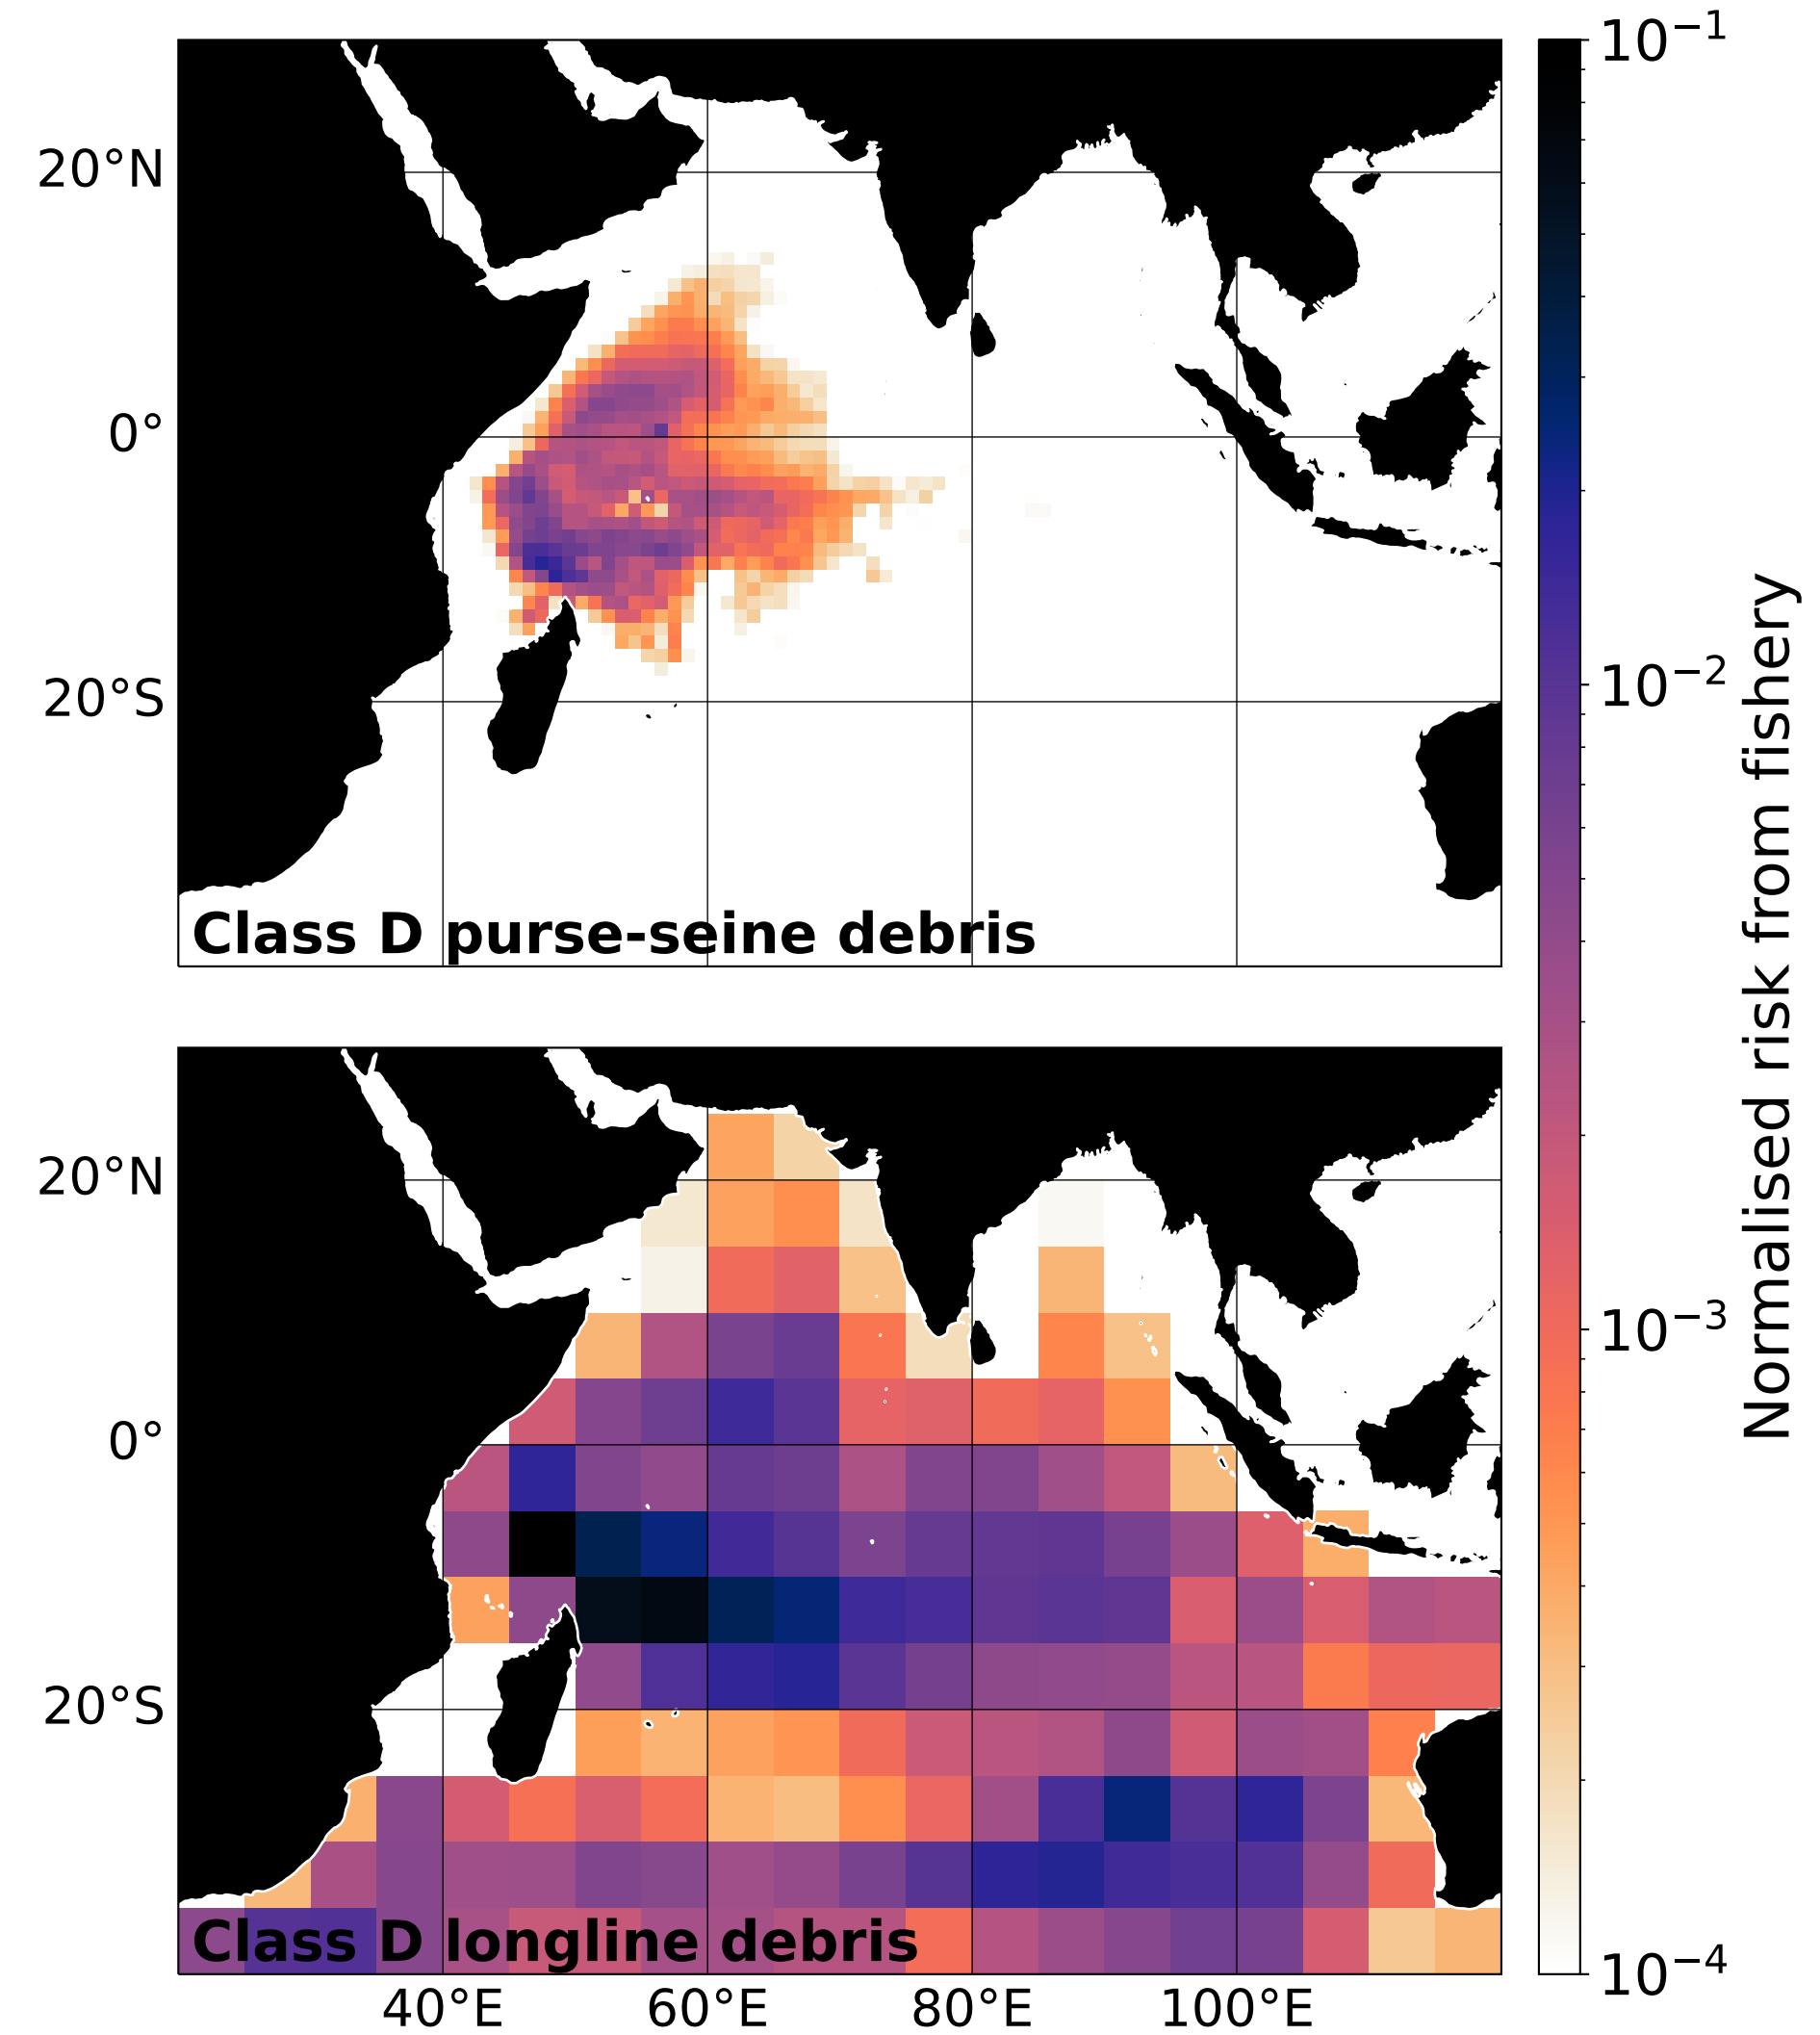 20°N
0°
20°S
Class D purse-seine debris
20°N
0°
20°S
Class D longline debris
40°E 60°E 80°E 100°E
10⁻¹
10⁻²
10⁻³
10⁻⁴
Normalised risk from fishery